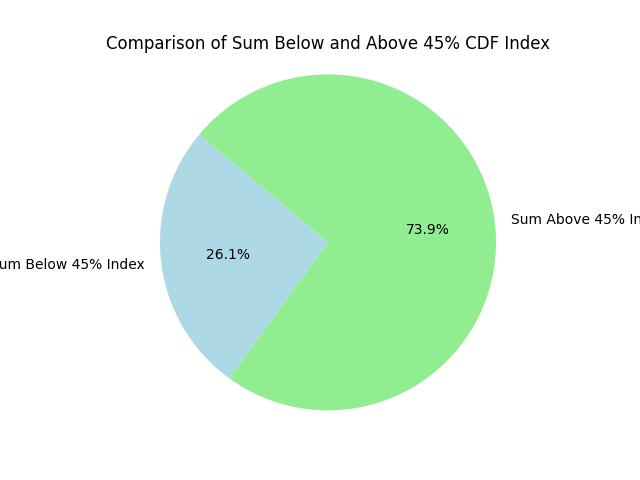 Comparison of Sum Below and Above 45% CDF Index
73.9%
Sum Above 45% In
26.1%
um Below 45% Index